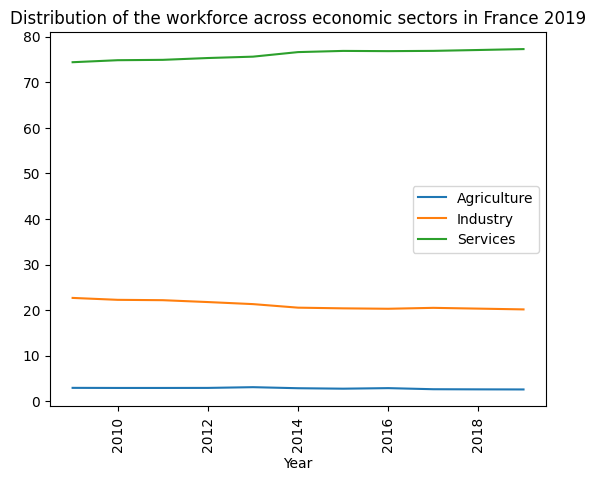 Distribution of the workforce across economic sectors in France 2019
80
70
60
50
40
30
20
10
0
Agriculture
Industry
Services
2010
2012
2014
2016
2018
Year